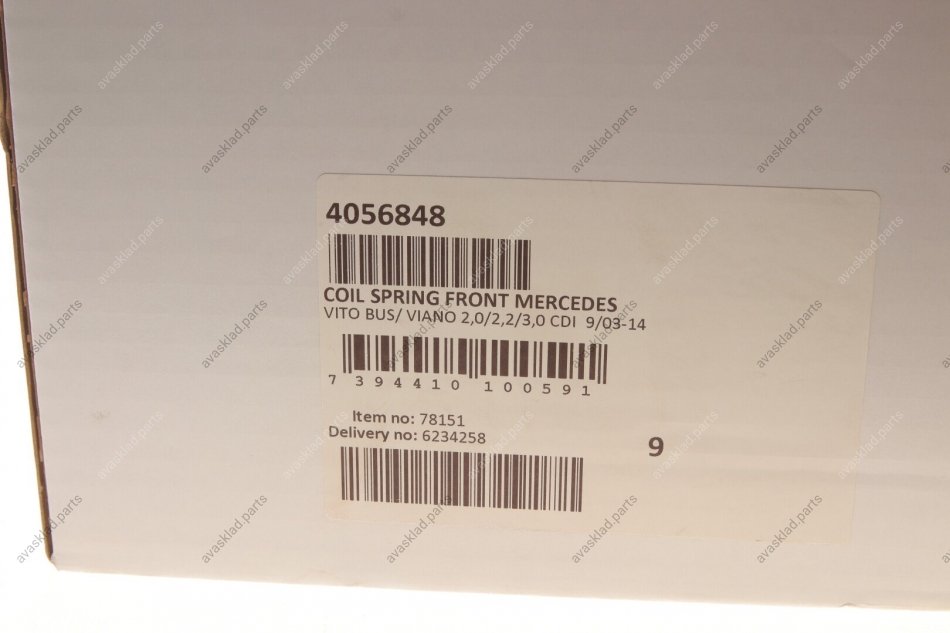 4056848
COIL SPRING FRONT MERCEDES
VITO BUS/ VIANO 2,0/2,2/3,0 CDI 9/03-14
7 394410 100591
Item no: 78151
Delivery no: 6234258
9
avasklad.parts